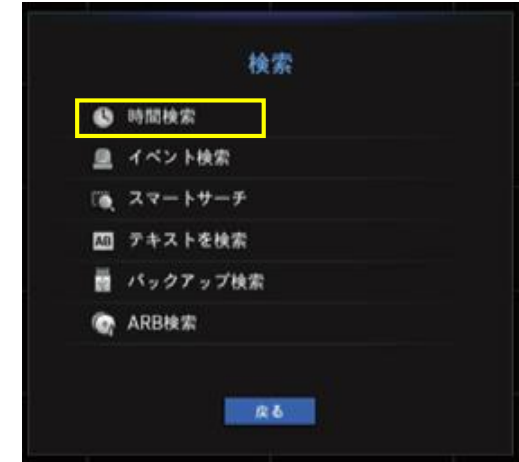 検索
時間検索
イベント検索
スマートサーチ
AB テキストを検索
バックアップ検索
ARB検索
戻る